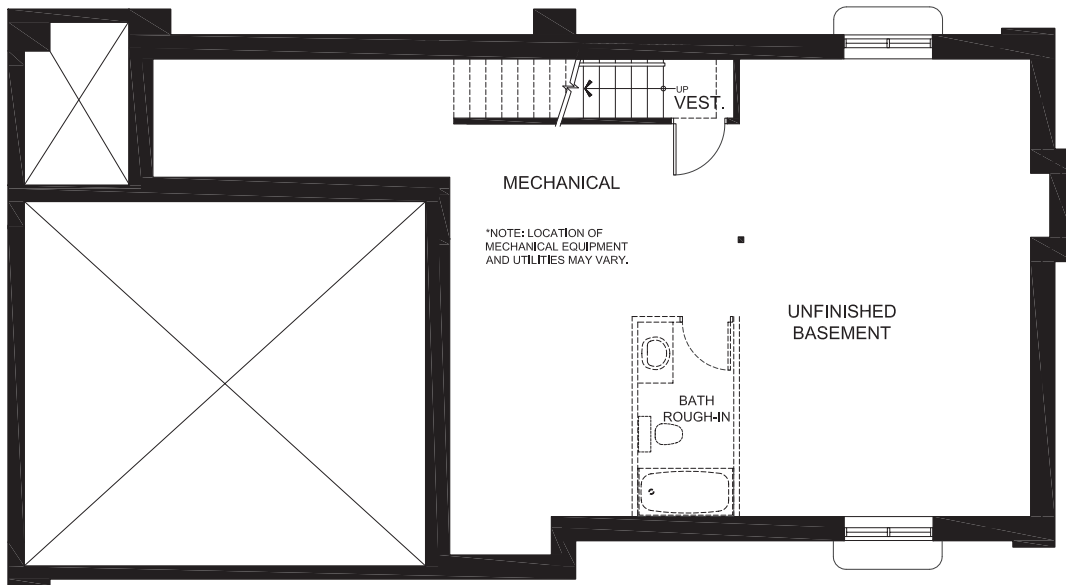 UP
VEST.
MECHANICAL
*NOTE: LOCATION OF
MECHANICAL EQUIPMENT
AND UTILITIES MAY VARY.
UNFINISHED
BASEMENT
BATH
ROUGH-IN